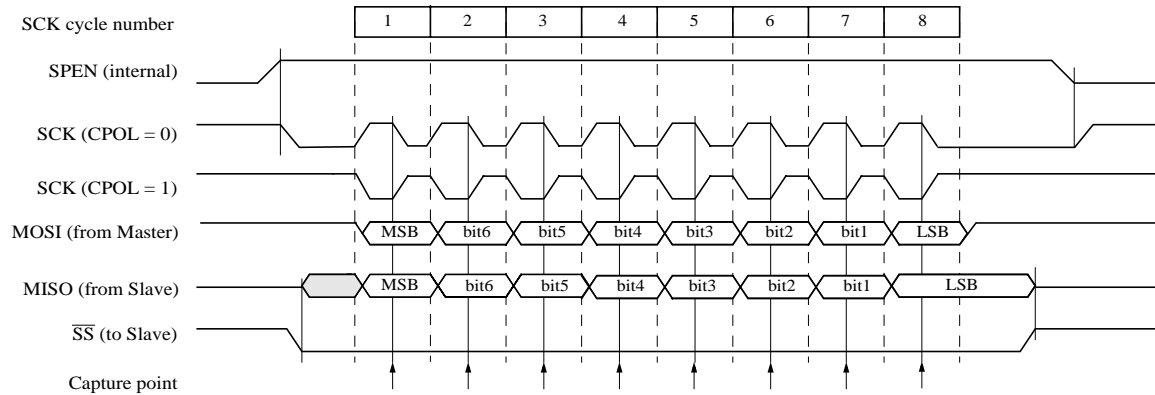 SCK cycle number 1 2 3 4 5 6 7 8
SPEN (internal)
SCK (CPOL = 0)
SCK (CPOL = 1)
MOSI (from Master) MSB bit6 bit5 bit4 bit3 bit2 bit1 LSB
MISO (from Slave) MSB bit6 bit5 bit4 bit3 bit2 bit1 LSB
S̅S̅ (to Slave)
Capture point